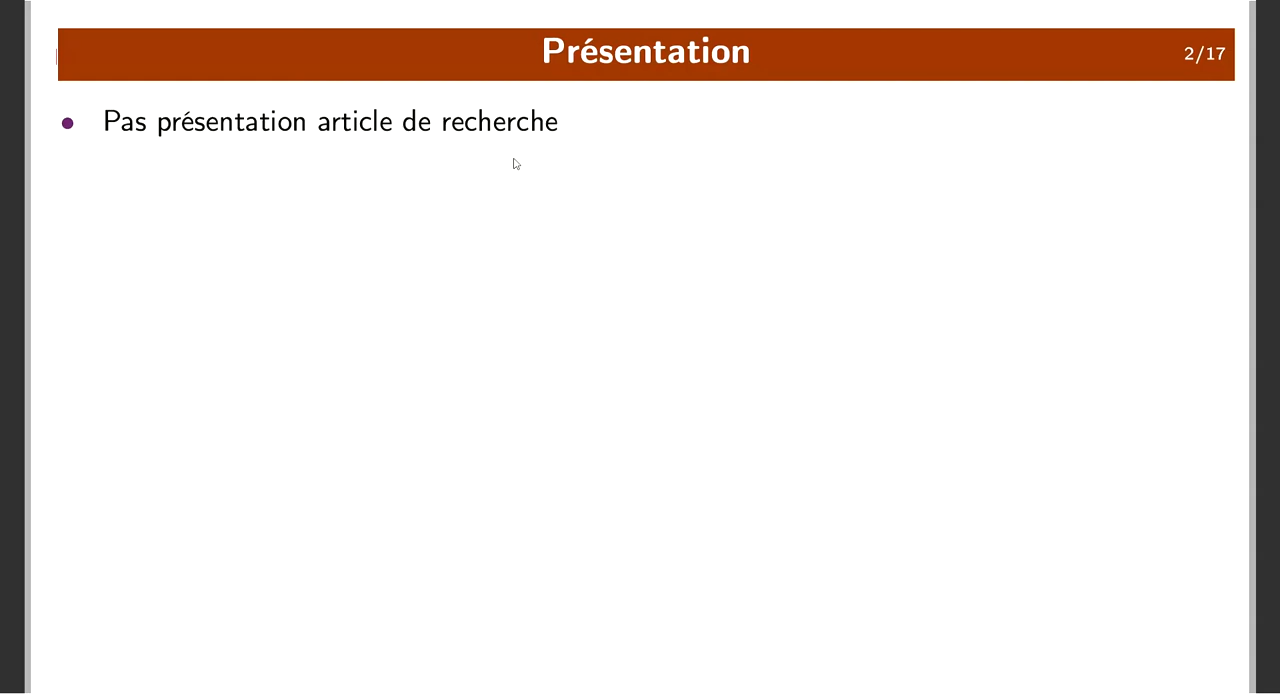 Présentation
2/17
• Pas présentation article de recherche